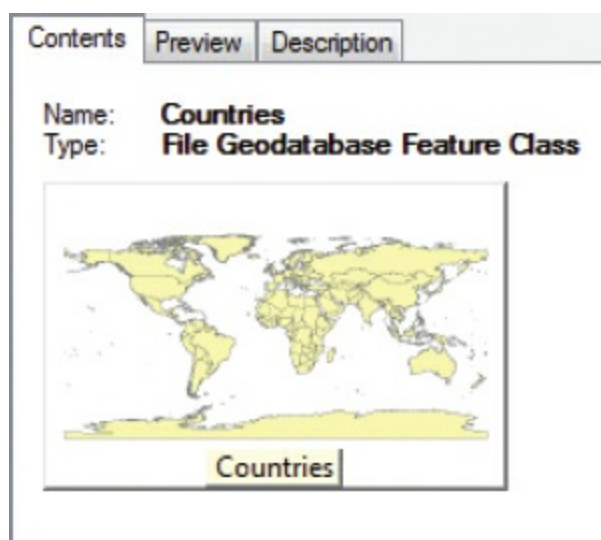 Contents Preview Description
Name: Countries
Type: File Geodatabase Feature Class
Countries